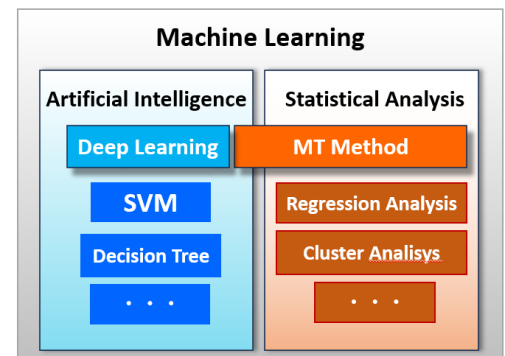 Machine Learning
Artificial Intelligence
Statistical Analysis
Deep Learning
MT Method
SVM
Regression Analysis
Decision Tree
Cluster Analisys
. . .
. . .